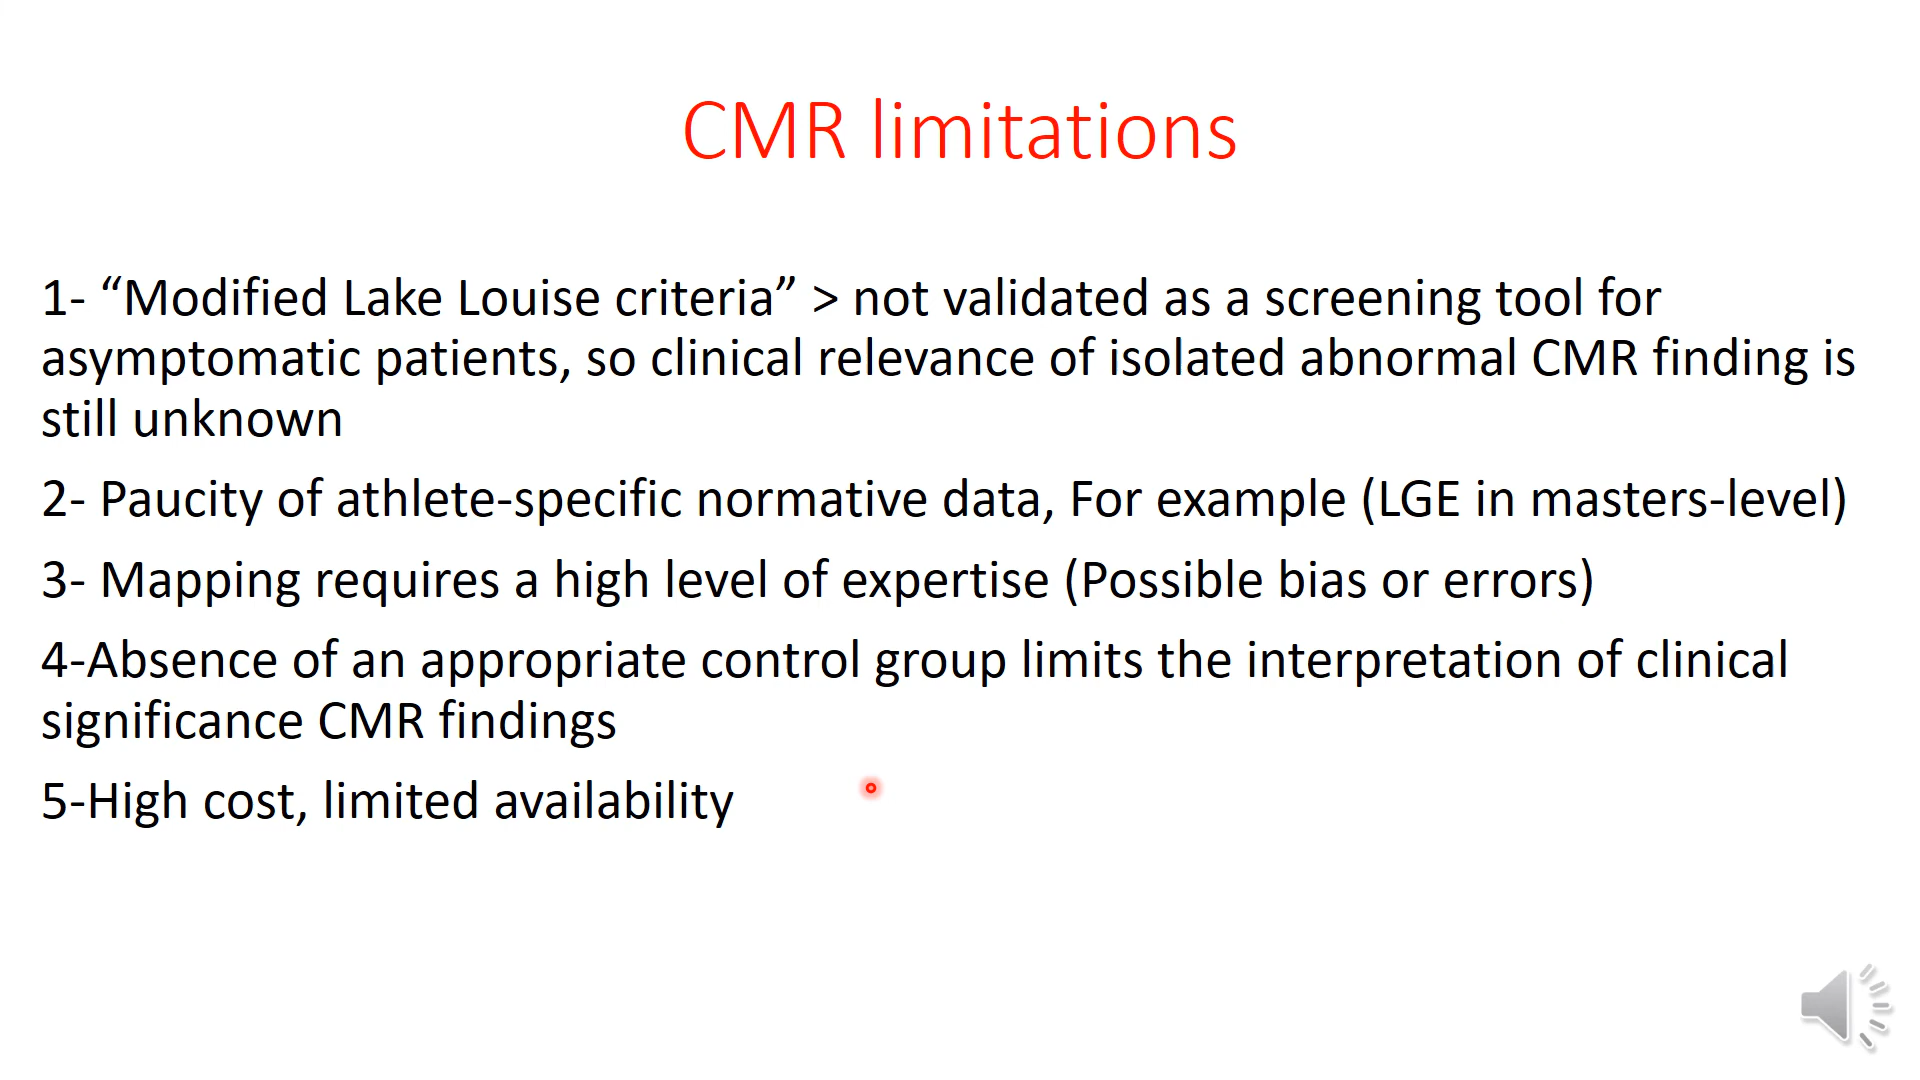 CMR limitations
1- “Modified Lake Louise criteria” > not validated as a screening tool for
asymptomatic patients, so clinical relevance of isolated abnormal CMR finding is
still unknown
2- Paucity of athlete-specific normative data, For example (LGE in masters-level)
3- Mapping requires a high level of expertise (Possible bias or errors)
4-Absence of an appropriate control group limits the interpretation of clinical
significance CMR findings
5-High cost, limited availability